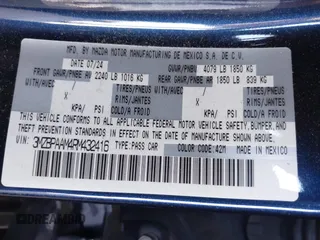 MFD. BY MAZDA MOTOR MANUFACTURING DE MEXICO S.A. DE C.V.
DATE 07/24 GVWR/PNBV 4079 LB 1850 KG
FRONT GAWR/PNBE AV 2240 LB 1016 KG REAR GAWR/PNBE AR 1850 LB 839 KG
W/AVEC TIRES/PNEUS W/AVEC TIRES/PNEUS
RIMS/JANTES RIMS/JANTES
KPA/ PSI COLD/A FROID KPA/ PSI COLD/A FROID
THIS VEHICLE CONFORMS TO ALL APPLICABLE FEDERAL MOTOR VEHICLE SAFETY, BUMPER, AND
THEFT PREVENTION STANDARDS IN EFFECT ON THE DATE OF MANUFACTURE SHOWN ABOVE.
3MZBPAAM4RM432416 TYPE: PASS CAR COLOR CODE: 42M MADE IN MEXICO
DREAMBID